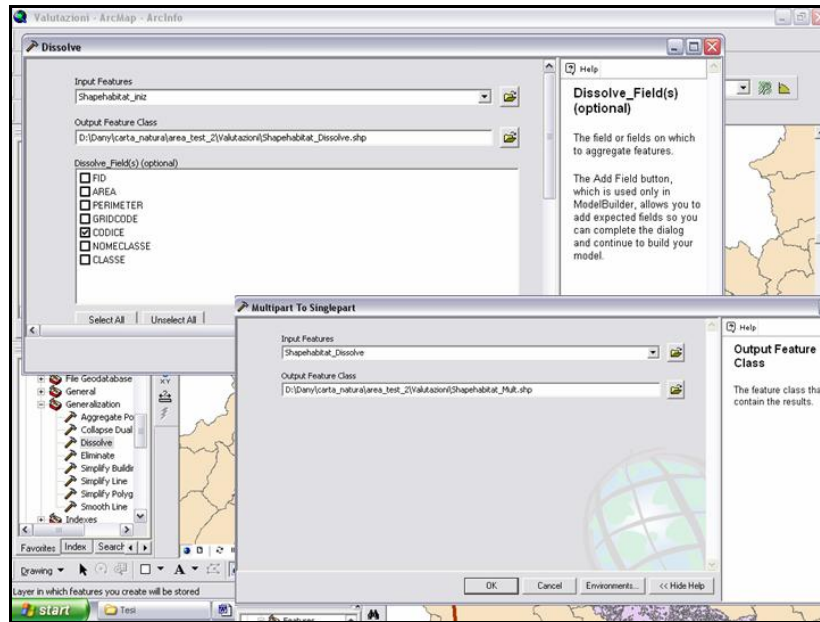 Valutazioni - ArcMap - ArcInfo
Dissolve
Input Features
Shapehabitat_iniz
Output Feature Class
D:\Dany\carta_natura\area_test_2\Valutazioni\Shapehabitat_Dissolve.shp
Dissolve_Field(s) (optional)
FID
AREA
PERIMETER
GRIDCODE
CODICE
NOMECLASSE
CLASSE
Select All
Unselect All
Help
Dissolve_Field(s)
(optional)
The field or fields on which
to aggregate features.
The Add Field button,
which is used only in
ModelBuilder, allows you to
add expected fields so you
can complete the dialog
and continue to build your
model.
Multipart To Singlepart
Input Features
Shapehabitat_Dissolve
Output Feature Class
D:\Dany\carta_natura\area_test_2\Valutazioni\Shapehabitat_Mult.shp
OK
Cancel
Environments...
<< Hide Help
Help
Output Feature
Class
The feature class tha
contain the results.
File Geodatabase
General
Generalization
Aggregate Po
Collapse Dual
Dissolve
Eliminate
Simplify Buildir
Simplify Line
Simplify Polyg
Smooth Line
Indexes
Favorites
Index
Search
XY
Drawing
A
Layer in which features you create will be stored
start
Tesi
Features